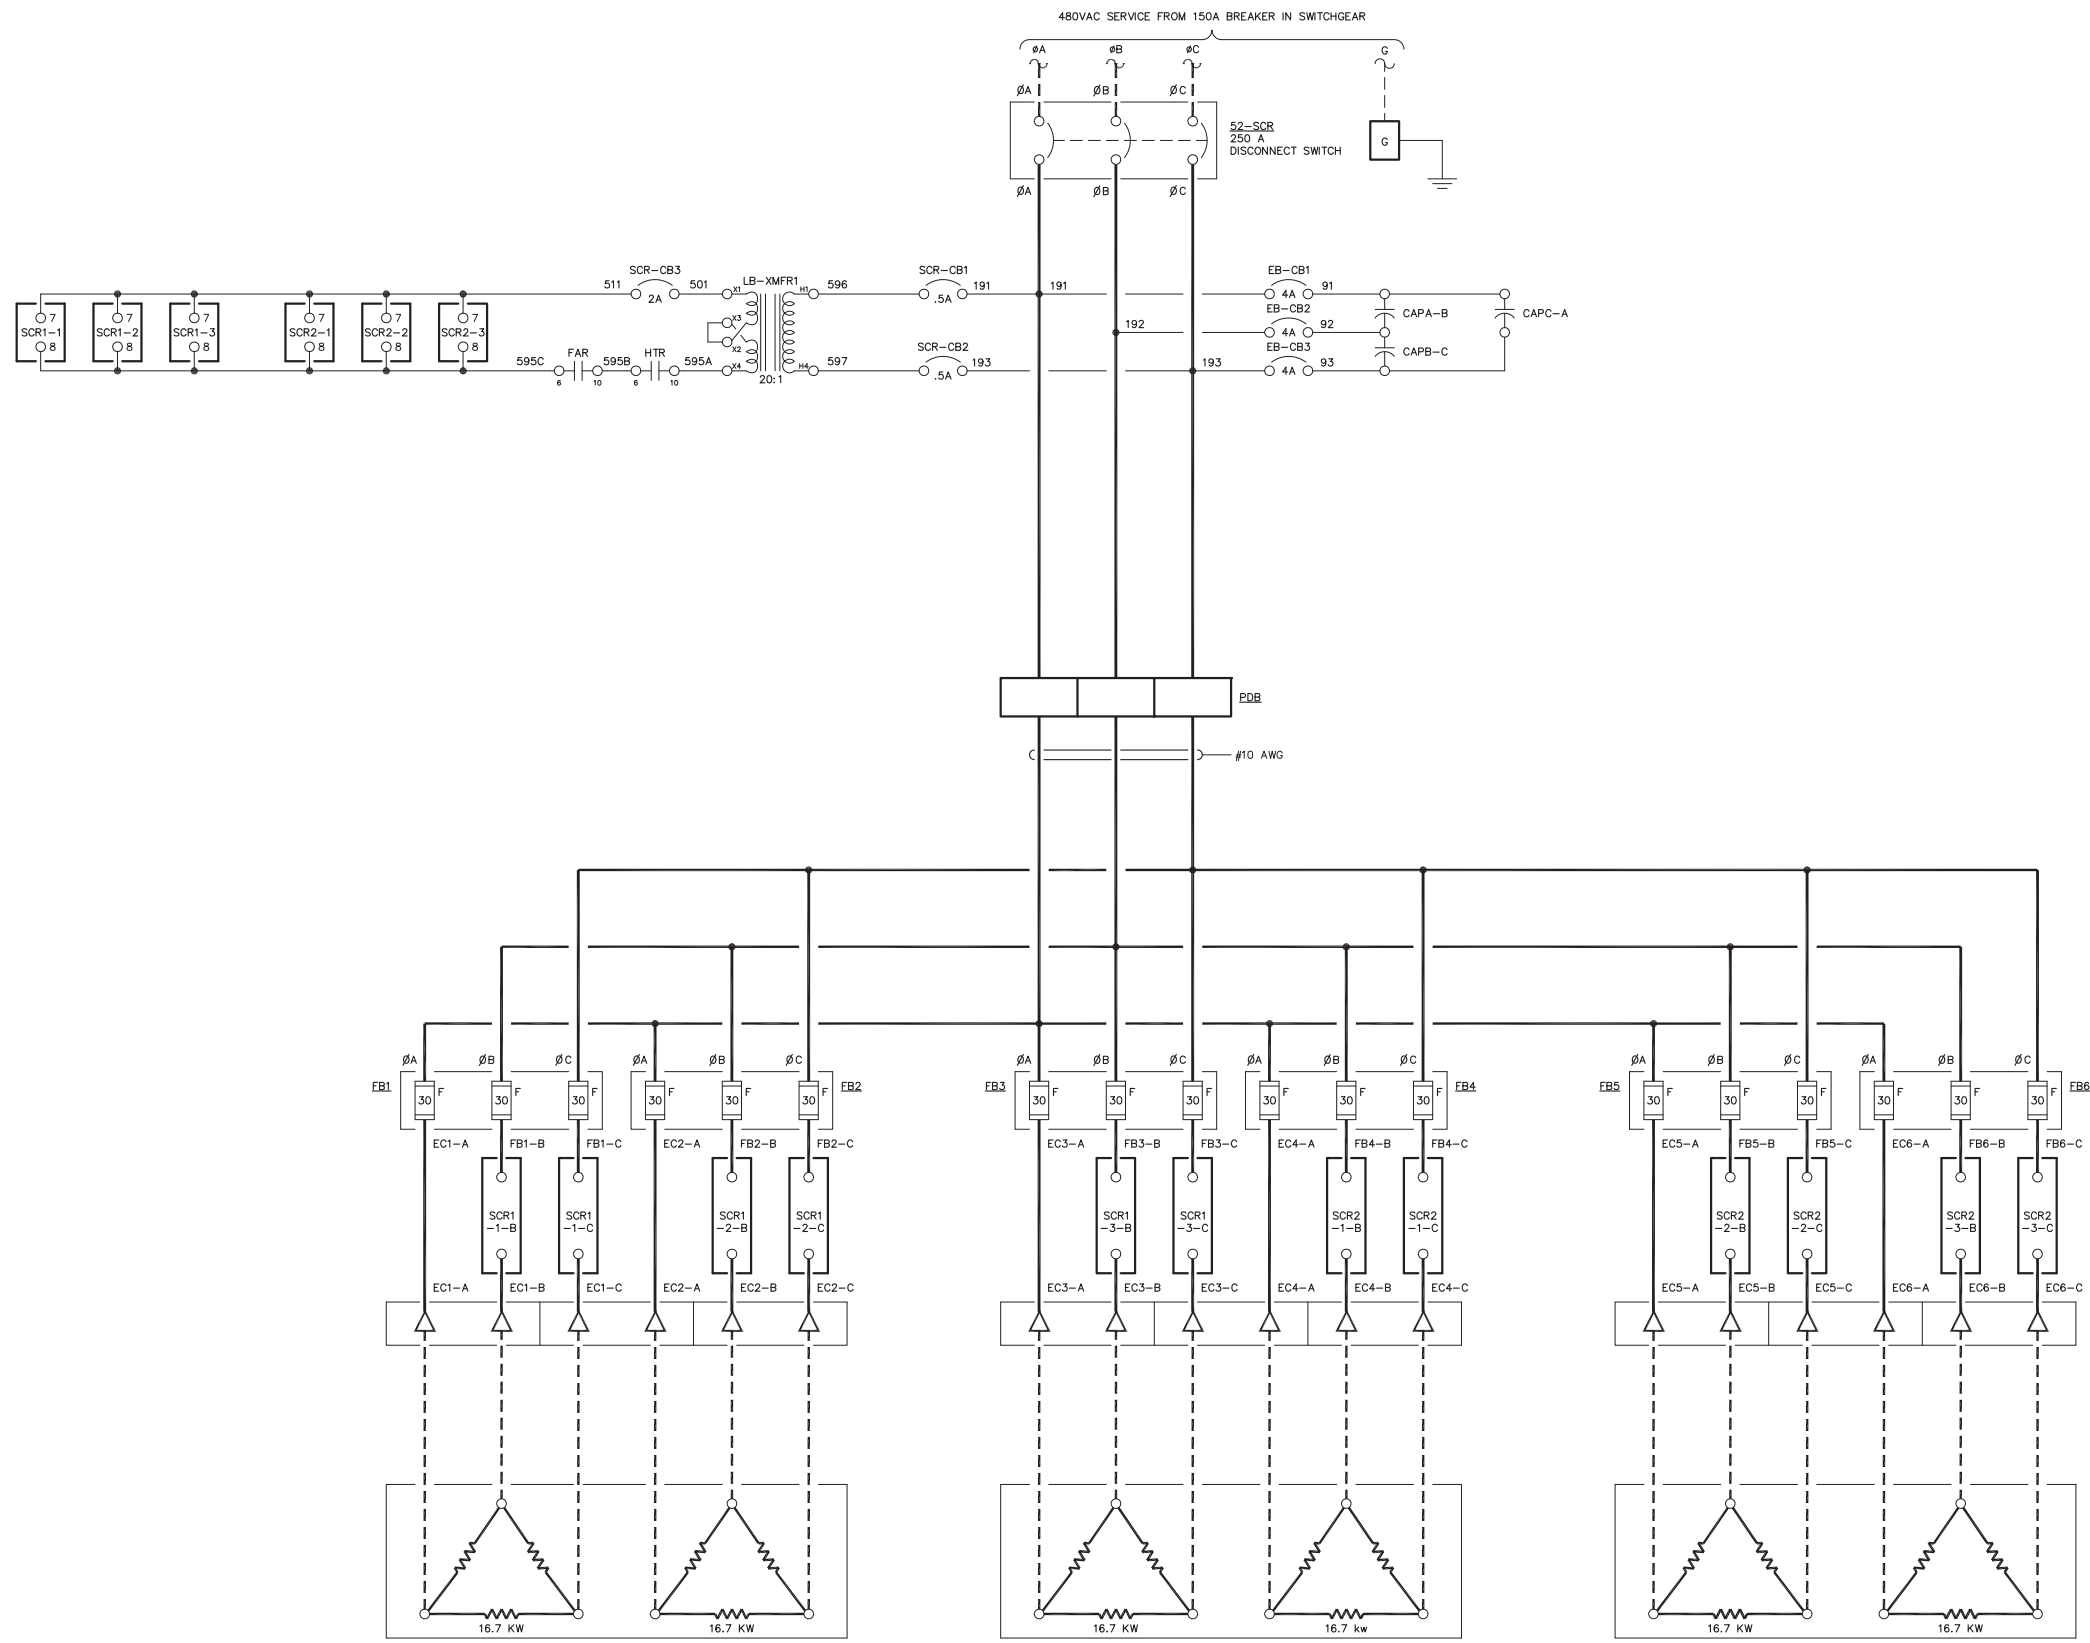 480VAC SERVICE FROM 150A BREAKER IN SWITCHGEAR
øA øB øC G
ØA ØB ØC
52-SCR
250 A
DISCONNECT SWITCH
G
ØA ØB ØC
SCR-CB3 LB-XMFR1 SCR-CB1 EB-CB1
511 2A 501 X1 H1 596 .5A 191 191 4A 91
SCR1-1 7 8
SCR1-2 7 8
SCR1-3 7 8
SCR2-1 7 8
SCR2-2 7 8
SCR2-3 7 8
X3
X2
EB-CB2
192 4A 92
CAPA-B
CAPC-A
CAPB-C
FAR HTR SCR-CB2 EB-CB3
595C 595B 595A X4 H4 597 .5A 193 193 4A 93
6 10 6 10
20:1
PDB
#10 AWG
ØA ØB ØC ØA ØB ØC ØA ØB ØC ØA ØB ØC ØA ØB ØC ØA ØB ØC
FB1 30 F 30 F 30 F 30 F 30 F 30 F FB2
FB3 30 F 30 F 30 F 30 F 30 F 30 F FB4
FB5 30 F 30 F 30 F 30 F 30 F 30 F FB6
EC1-A FB1-B FB1-C EC2-A FB2-B FB2-C EC3-A FB3-B FB3-C EC4-A FB4-B FB4-C EC5-A FB5-B FB5-C EC6-A FB6-B FB6-C
SCR1 SCR1 SCR1 SCR1 SCR1 SCR1 SCR2 SCR2 SCR2 SCR2 SCR2 SCR2
-1-B -1-C -2-B -2-C -3-B -3-C -1-B -1-C -2-B -2-C -3-B -3-C
EC1-A EC1-B EC1-C EC2-A EC2-B EC2-C EC3-A EC3-B EC3-C EC4-A EC4-B EC4-C EC5-A EC5-B EC5-C EC6-A EC6-B EC6-C
16.7 KW 16.7 KW 16.7 KW 16.7 kw 16.7 KW 16.7 KW